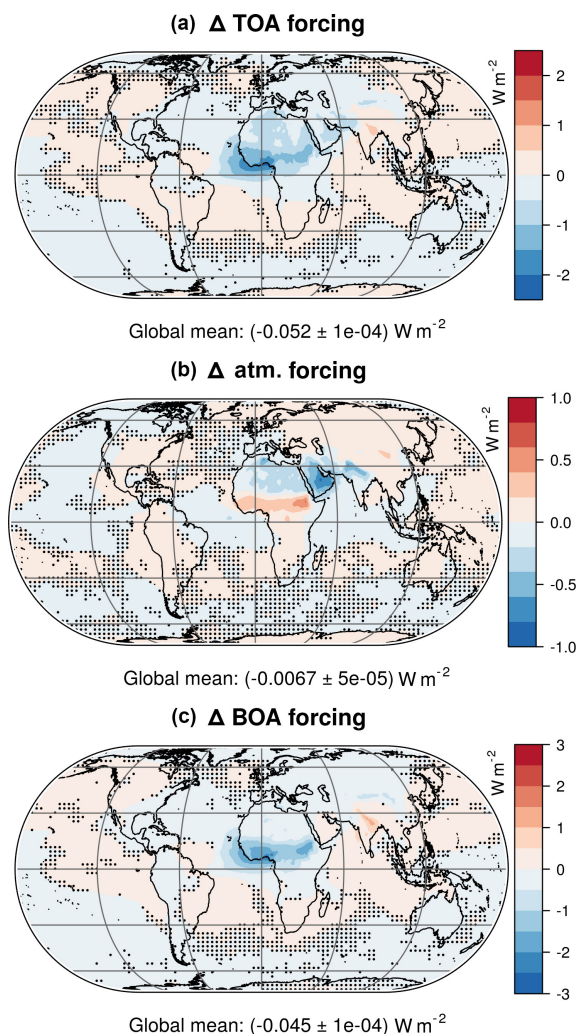 (a) Δ TOA forcing
W m-2
2
1
0
-1
-2
Global mean: (-0.052 ± 1e-04) W m-2
(b) Δ atm. forcing
W m-2
1.0
0.5
0.0
-0.5
-1.0
Global mean: (-0.0067 ± 5e-05) W m-2
(c) Δ BOA forcing
W m-2
3
2
1
0
-1
-2
-3
Global mean: (-0.045 ± 1e-04) W m-2